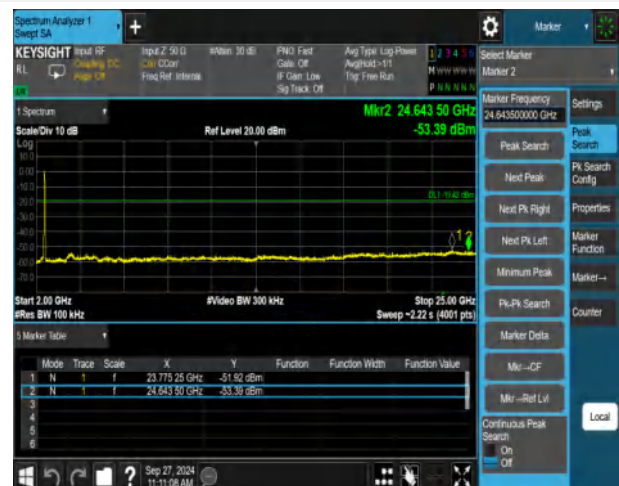 Spectrum Analyzer 1
Swept SA
Marker
KEYSIGHT Input: RF Input Z: 50 Ω #Atten: 30 dB PNO: Fast Avg Type: Log-Power 1 2 3 4 5 6
RL Coupling: DC Corr CCorr Gate: Off Avg|Hold:>1/1 M W W W W W
Align: Off Freq Ref: Internal IF Gain: Low Trig: Free Run
Sig Track: Off P N N N N N
Select Marker
Marker 2
1 Spectrum
Mkr2 24.643 50 GHz
Scale/Div 10 dB Ref Level 20.00 dBm -53.39 dBm
Log
10.0
0.00
-10.0
-20.0
-30.0
-40.0
-50.0
-60.0
-70.0
DL1 -19.42 dBm
1 2
Start 2.00 GHz #Video BW 300 kHz Stop 25.00 GHz
#Res BW 100 kHz Sweep ~2.22 s (4001 pts)
5 Marker Table
Mode Trace Scale X Y Function Function Width Function Value
1 N 1 f 23.775 25 GHz -51.92 dBm
2 N 1 f 24.643 50 GHz -53.39 dBm
3
4
5
6
Marker Frequency
24.643500000 GHz
Peak Search
Next Peak
Next Pk Right
Next Pk Left
Minimum Peak
Pk-Pk Search
Marker Delta
Mkr→CF
Mkr→Ref Lvl
Continuous Peak
Search
On
Off
Settings
Peak
Search
Pk Search
Config
Properties
Marker
Function
Marker→
Counter
Local
Sep 27, 2024
11:11:08 AM